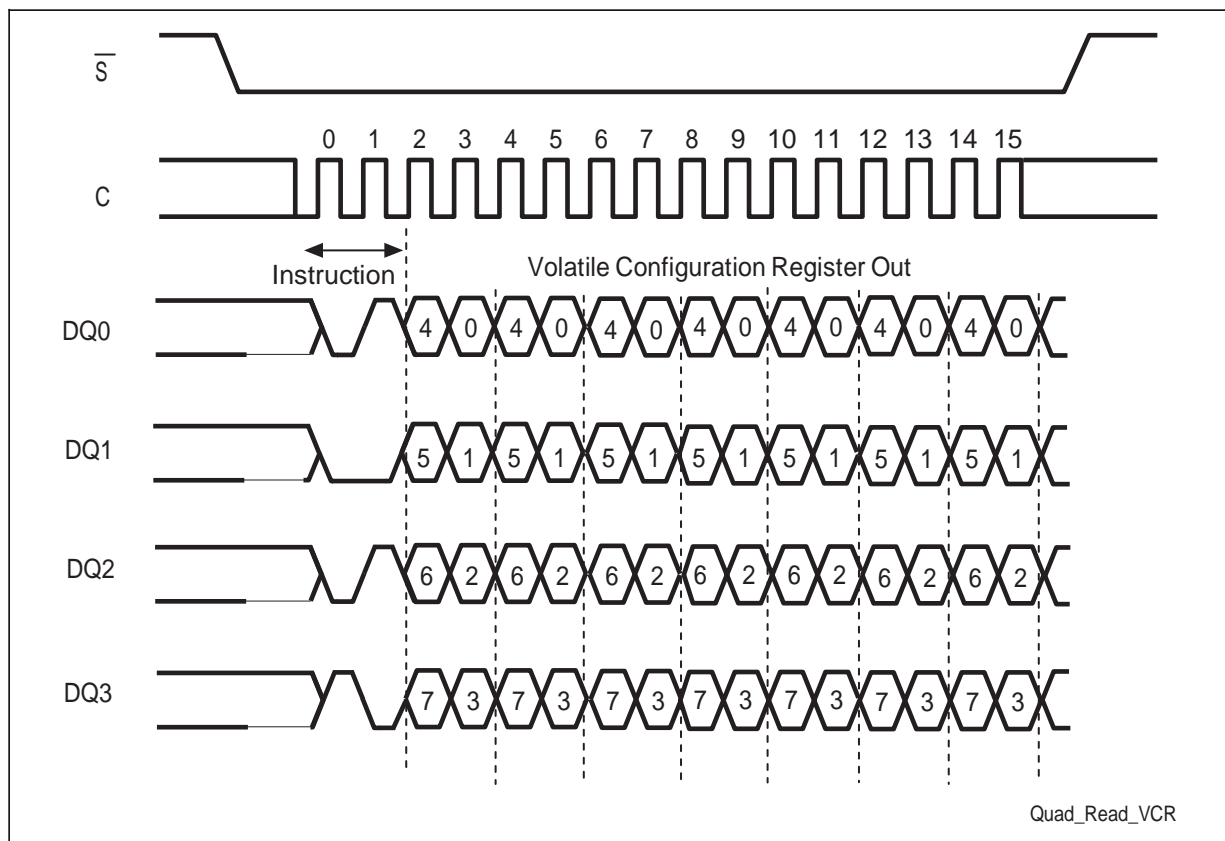 S
0 1 2 3 4 5 6 7 8 9 10 11 12 13 14 15
C
Instruction
Volatile Configuration Register Out
DQ0
4 0 4 0 4 0 4 0 4 0 4 0 4 0
DQ1
5 1 5 1 5 1 5 1 5 1 5 1 5 1
DQ2
6 2 6 2 6 2 6 2 6 2 6 2 6 2
DQ3
7 3 7 3 7 3 7 3 7 3 7 3 7 3
Quad_Read_VCR